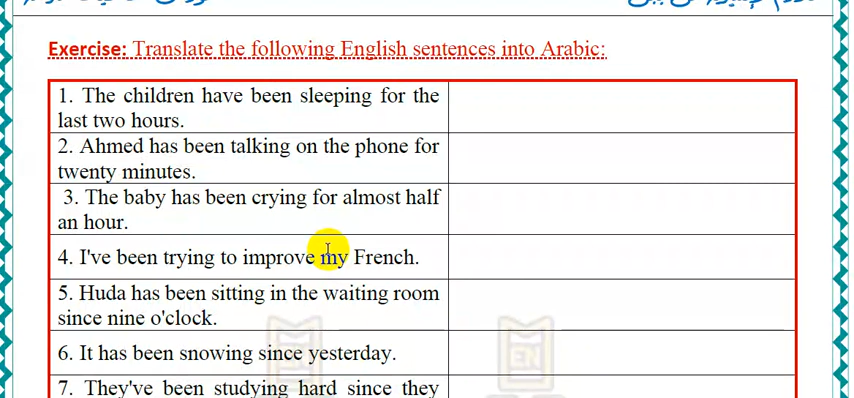 Exercise: Translate the following English sentences into Arabic:
1. The children have been sleeping for the
last two hours.
2. Ahmed has been talking on the phone for
twenty minutes.
3. The baby has been crying for almost half
an hour.
4. I've been trying to improve my French.
5. Huda has been sitting in the waiting room
since nine o'clock.
6. It has been snowing since yesterday.
7. They've been studying hard since they
EN